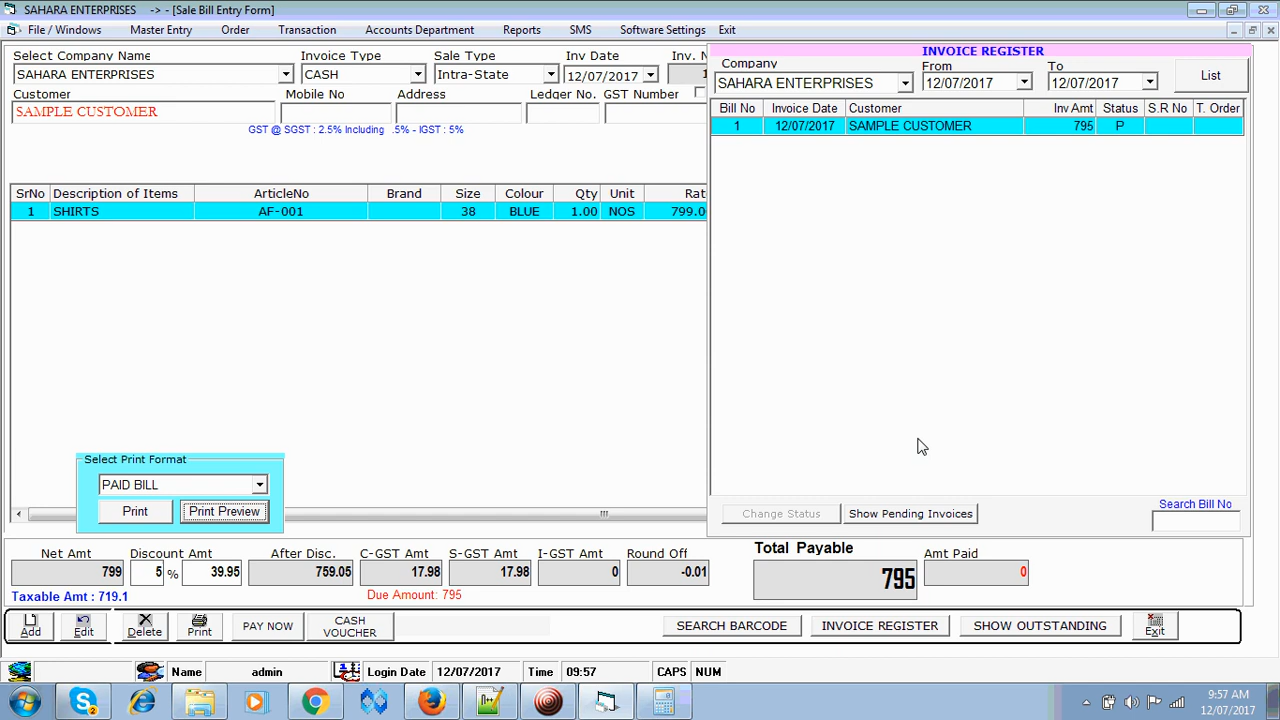 SAHARA ENTERPRISES -> - [Sale Bill Entry Form]
File / Windows Master Entry Order Transaction Accounts Department Reports SMS Software Settings Exit
Select Company Name Invoice Type Sale Type Inv Date Inv. N
SAHARA ENTERPRISES CASH Intra-State 12/07/2017 1
Customer Mobile No Address Ledger No. GST Number
SAMPLE CUSTOMER
GST @ SGST : 2.5% Including .5% - IGST : 5%
SrNo Description of Items ArticleNo Brand Size Colour Qty Unit Rat
1 SHIRTS AF-001 38 BLUE 1.00 NOS 799.0
INVOICE REGISTER
Company From To
SAHARA ENTERPRISES 12/07/2017 12/07/2017 List
Bill No Invoice Date Customer Inv Amt Status S.R No T. Order
1 12/07/2017 SAMPLE CUSTOMER 795 P
Select Print Format
PAID BILL
Print Print Preview
Change Status Show Pending Invoices Search Bill No
Net Amt Discount Amt After Disc. C-GST Amt S-GST Amt I-GST Amt Round Off Total Payable Amt Paid
799 5 % 39.95 759.05 17.98 17.98 0 -0.01 795 0
Taxable Amt : 719.1 Due Amount: 795
Add Edit Delete Print PAY NOW CASH VOUCHER SEARCH BARCODE INVOICE REGISTER SHOW OUTSTANDING Exit
Name admin Login Date 12/07/2017 Time 09:57 CAPS NUM
2
9:57 AM
12/07/2017